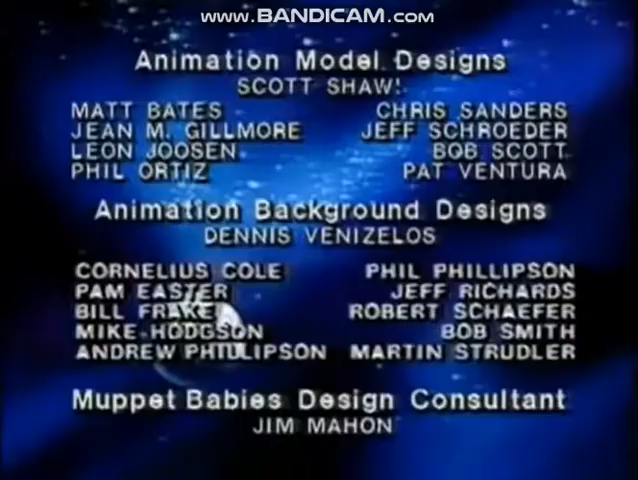 www.BANDICAM.com
Animation Model Designs
SCOTT SHAW!
MATT BATES CHRIS SANDERS
JEAN M. GILLMORE JEFF SCHROEDER
LEON JOOSEN BOB SCOTT
PHIL ORTIZ PAT VENTURA
Animation Background Designs
DENNIS VENIZELOS
CORNELIUS COLE PHIL PHILLIPSON
PAM EASTER JEFF RICHARDS
BILL FRAKE ROBERT SCHAEFER
MIKE HODGSON BOB SMITH
ANDREW PHILLIPSON MARTIN STRUDLER
Muppet Babies Design Consultant
JIM MAHON